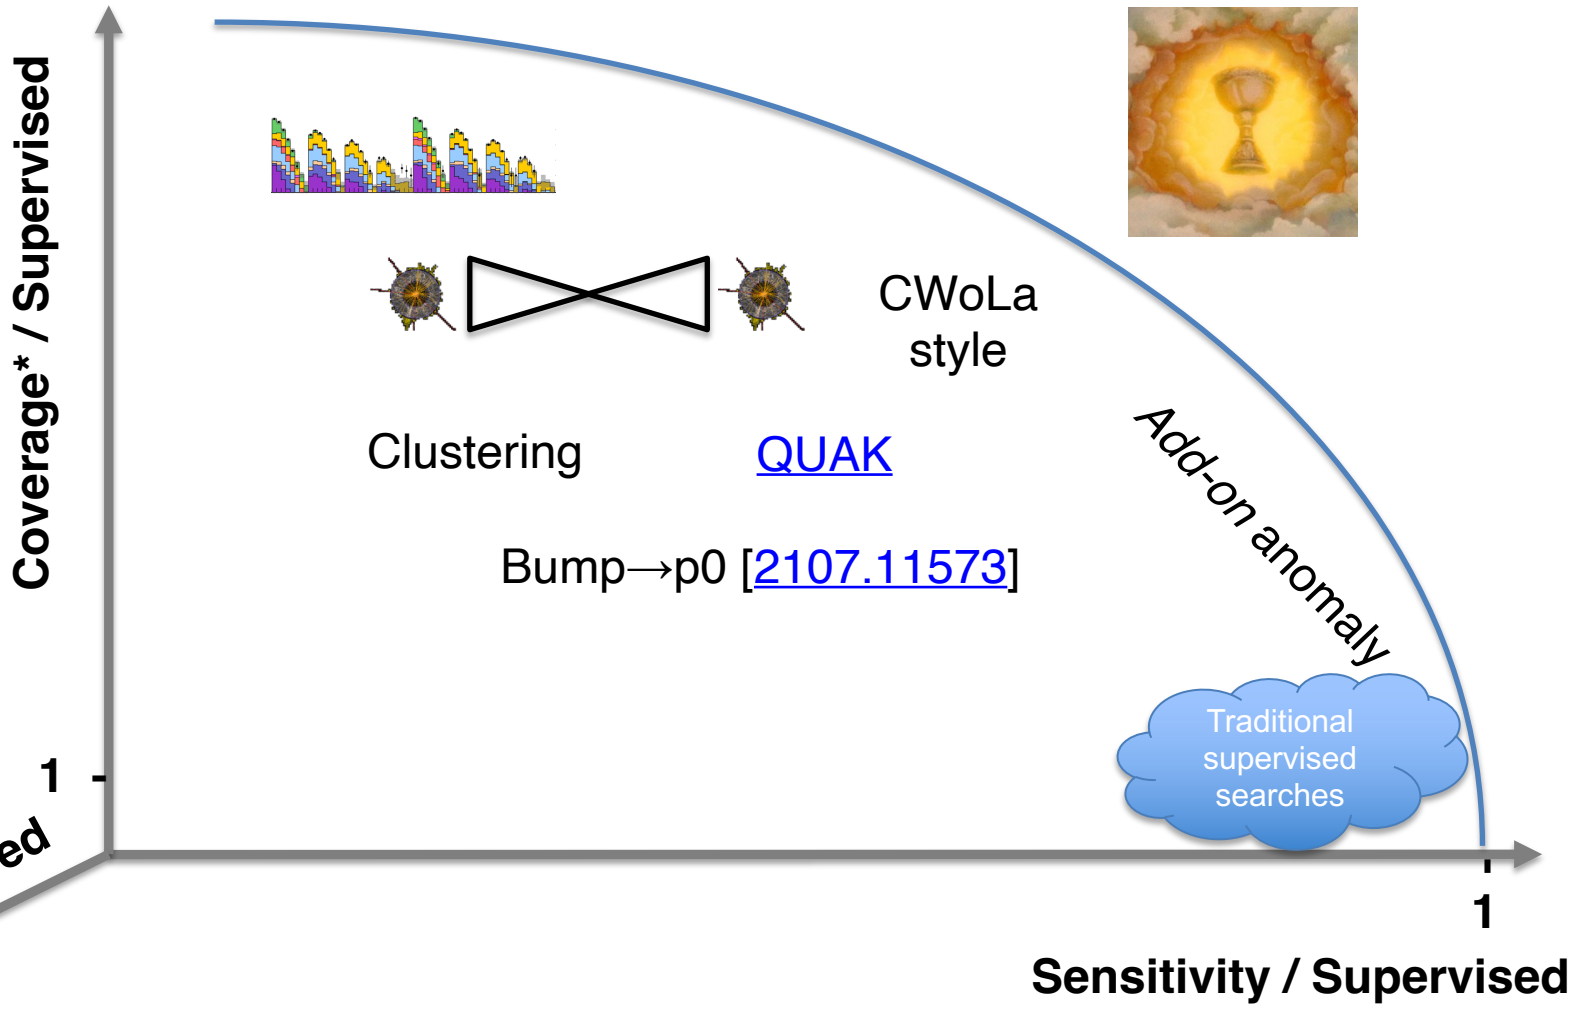 Coverage* / Supervised
CWoLa
style
Clustering
QUAK
Bump→p0 [2107.11573]
Add-on anomaly
Traditional
supervised
searches
1
ed
1
Sensitivity / Supervised